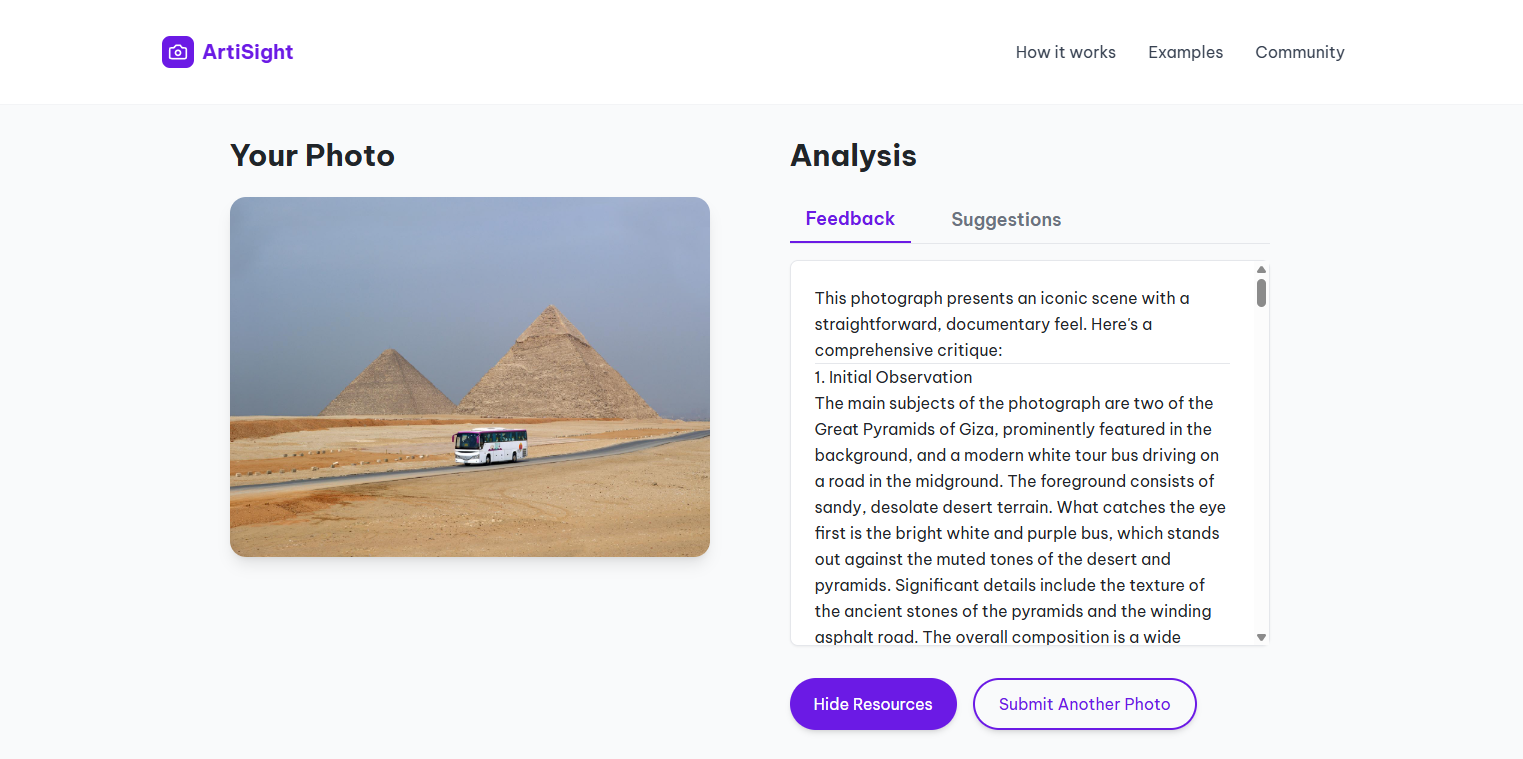 ArtiSight
How it works
Examples
Community
Your Photo
Analysis
Feedback
Suggestions
This photograph presents an iconic scene with a
straightforward, documentary feel. Here's a
comprehensive critique:
1. Initial Observation
The main subjects of the photograph are two of the
Great Pyramids of Giza, prominently featured in the
background, and a modern white tour bus driving on
a road in the midground. The foreground consists of
sandy, desolate desert terrain. What catches the eye
first is the bright white and purple bus, which stands
out against the muted tones of the desert and
pyramids. Significant details include the texture of
the ancient stones of the pyramids and the winding
asphalt road. The overall composition is a wide
Hide Resources
Submit Another Photo